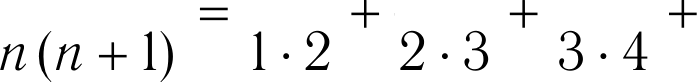 = + + +
n (n + 1) 1 · 2 2 · 3 3 · 4